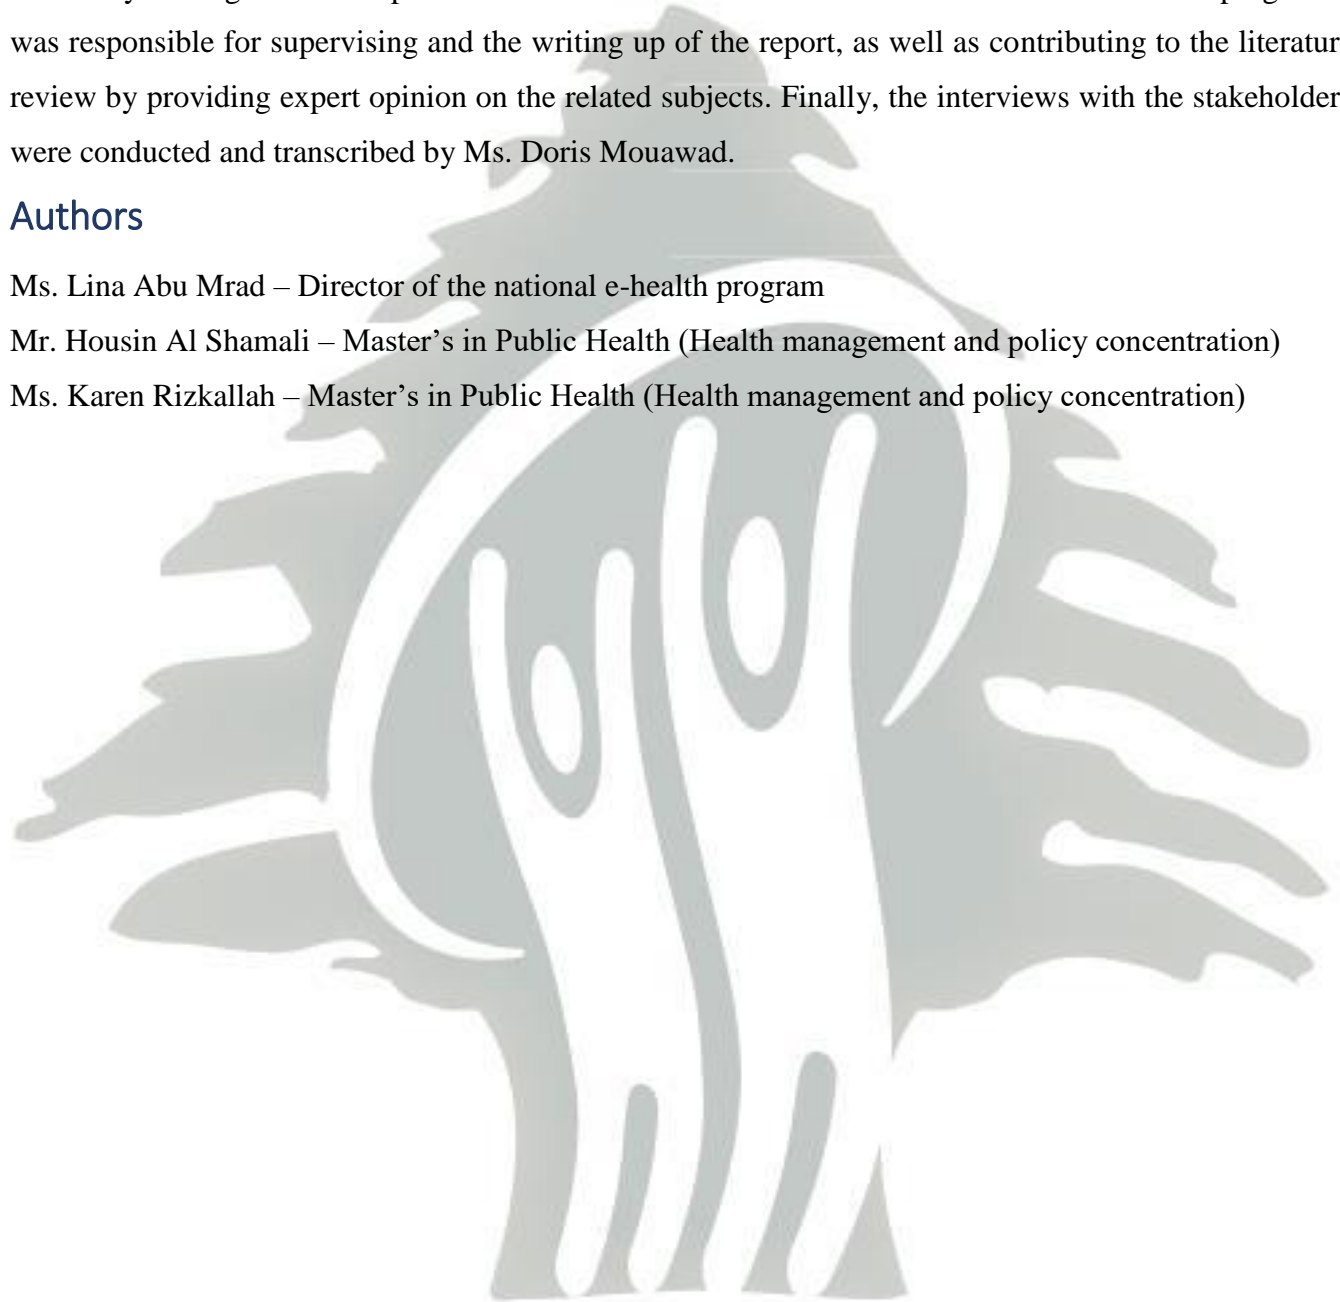 was responsible for supervising and the writing up of the report, as well as contributing to the literatur
review by providing expert opinion on the related subjects. Finally, the interviews with the stakeholder
were conducted and transcribed by Ms. Doris Mouawad.
Authors
Ms. Lina Abu Mrad – Director of the national e-health program
Mr. Housin Al Shamali – Master’s in Public Health (Health management and policy concentration)
Ms. Karen Rizkallah – Master’s in Public Health (Health management and policy concentration)